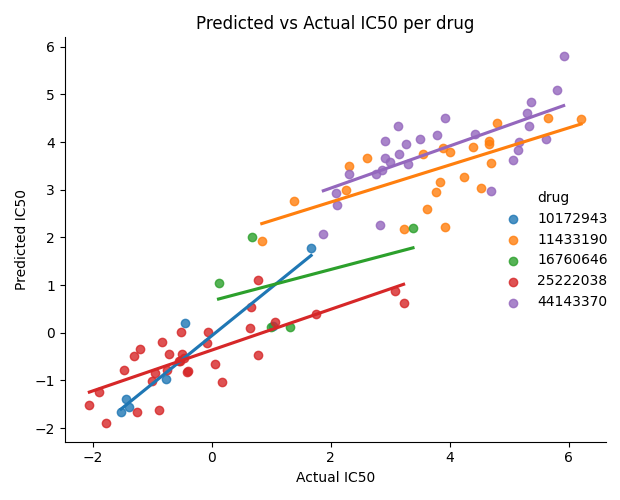 Predicted vs Actual IC50 per drug
6
5
4
3
2
1
0
−1
−2
Predicted IC50
drug
10172943
11433190
16760646
25222038
44143370
−2 0 2 4 6
Actual IC50